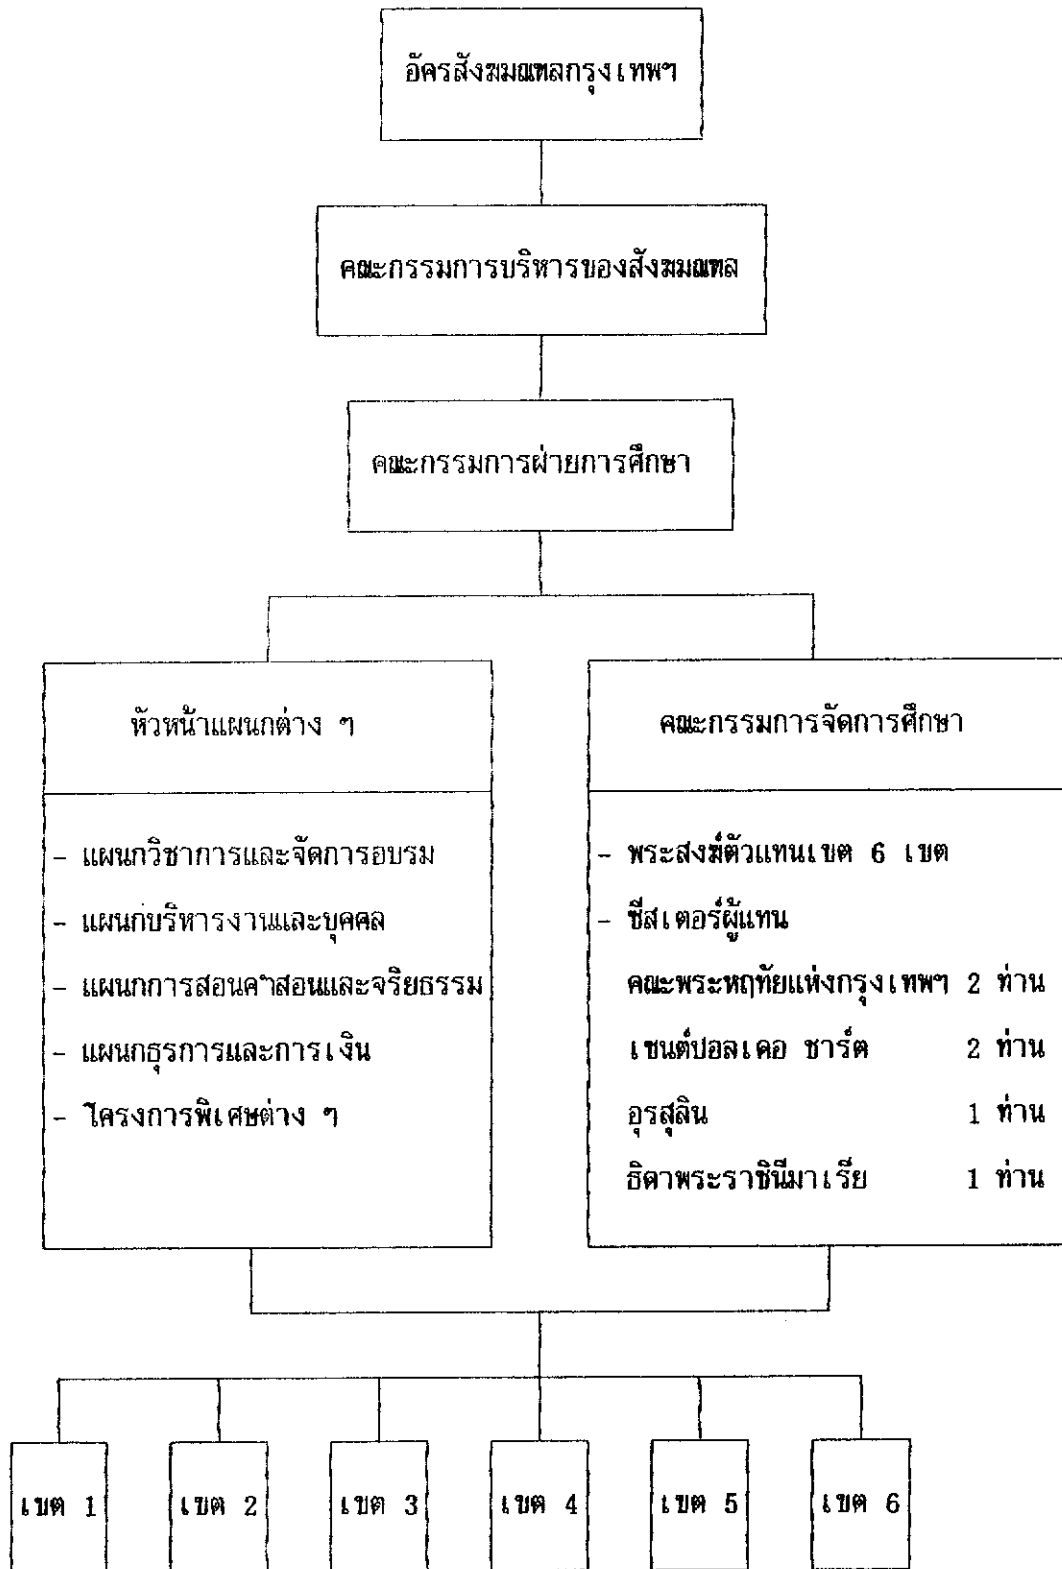 อัครสังฆมณฑลกรุงเทพฯ
คณะกรรมการบริหารของสังฆมณฑล
คณะกรรมการฝ่ายการศึกษา
หัวหน้าแผนกต่าง ๆ
- แผนกวิชาการและจัดการอบรม
- แผนกบริหารงานและบุคคล
- แผนกการสอนคำสอนและจริยธรรม
- แผนกธุรการและการเงิน
- โครงการพิเศษต่าง ๆ
คณะกรรมการจัดการศึกษา
- พระสงฆ์ตัวแทนเขต 6 เขต
- ซีสเตอร์ผู้แทน
คณะพระหฤทัยแห่งกรุงเทพฯ 2 ท่าน
เซนต์ปอลเดอ ชาร์ต 2 ท่าน
อุรสุลิน 1 ท่าน
ธิดาพระราชินีมาเรีย 1 ท่าน
เขต 1
เขต 2
เขต 3
เขต 4
เขต 5
เขต 6